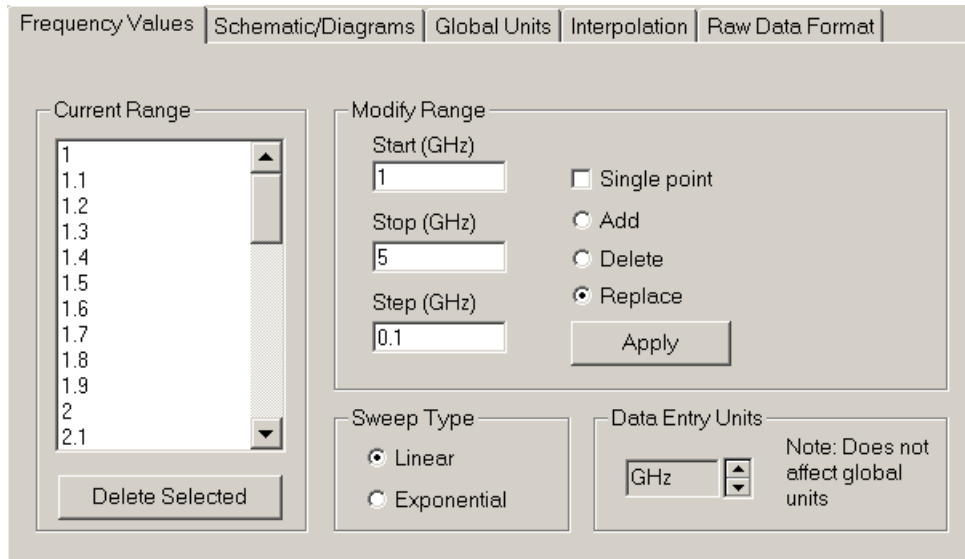 Frequency Values Schematic/Diagrams Global Units Interpolation Raw Data Format
Current Range
1
1.1
1.2
1.3
1.4
1.5
1.6
1.7
1.8
1.9
2
2.1
Delete Selected
Modify Range
Start (GHz)
1
Stop (GHz)
5
Step (GHz)
0.1
Single point
Add
Delete
Replace
Apply
Sweep Type
Linear
Exponential
Data Entry Units
GHz
Note: Does not
affect global
units